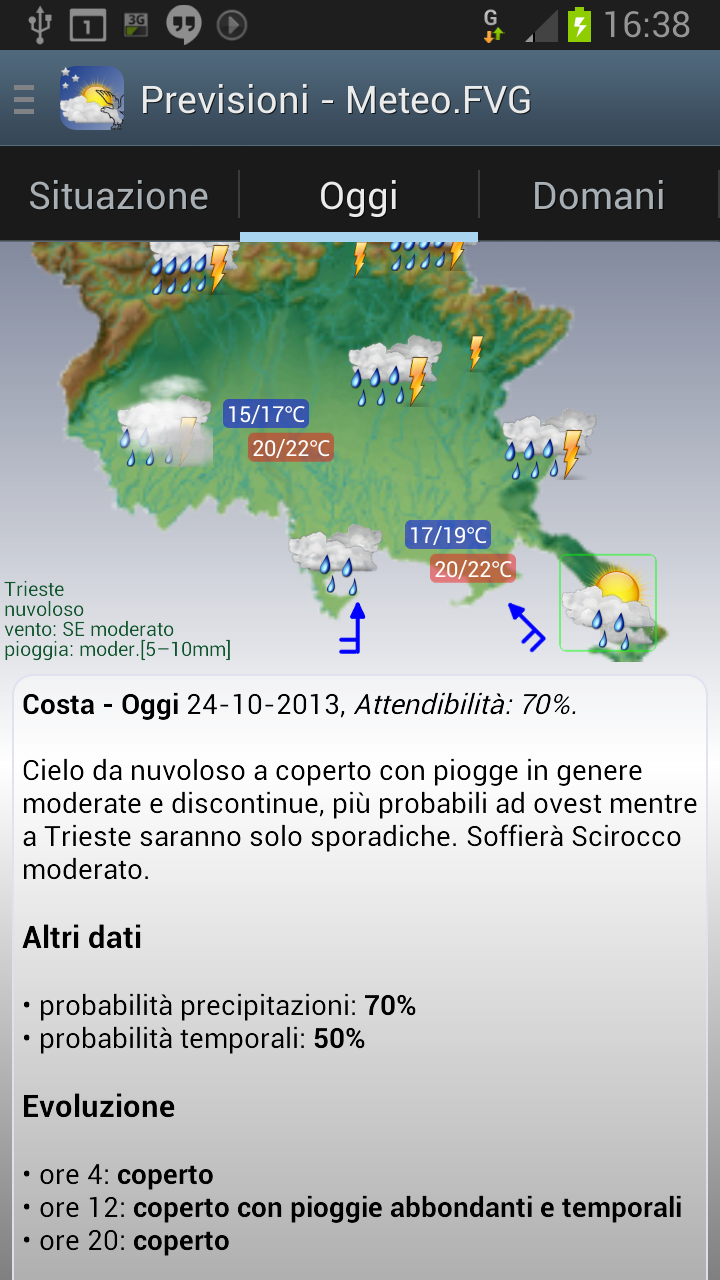 1
3G
G
16:38
Previsioni - Meteo.FVG
Situazione
Oggi
Domani
15/17°C
20/22°C
17/19°C
20/22°C
Trieste
nuvoloso
vento: SE moderato
pioggia: moder.[5-10mm]
Costa - Oggi 24-10-2013, Attendibilità: 70%.
Cielo da nuvoloso a coperto con piogge in genere
moderate e discontinue, più probabili ad ovest mentre
a Trieste saranno solo sporadiche. Soffierà Scirocco
moderato.
Altri dati
• probabilità precipitazioni: 70%
• probabilità temporali: 50%
Evoluzione
• ore 4: coperto
• ore 12: coperto con pioggie abbondanti e temporali
• ore 20: coperto